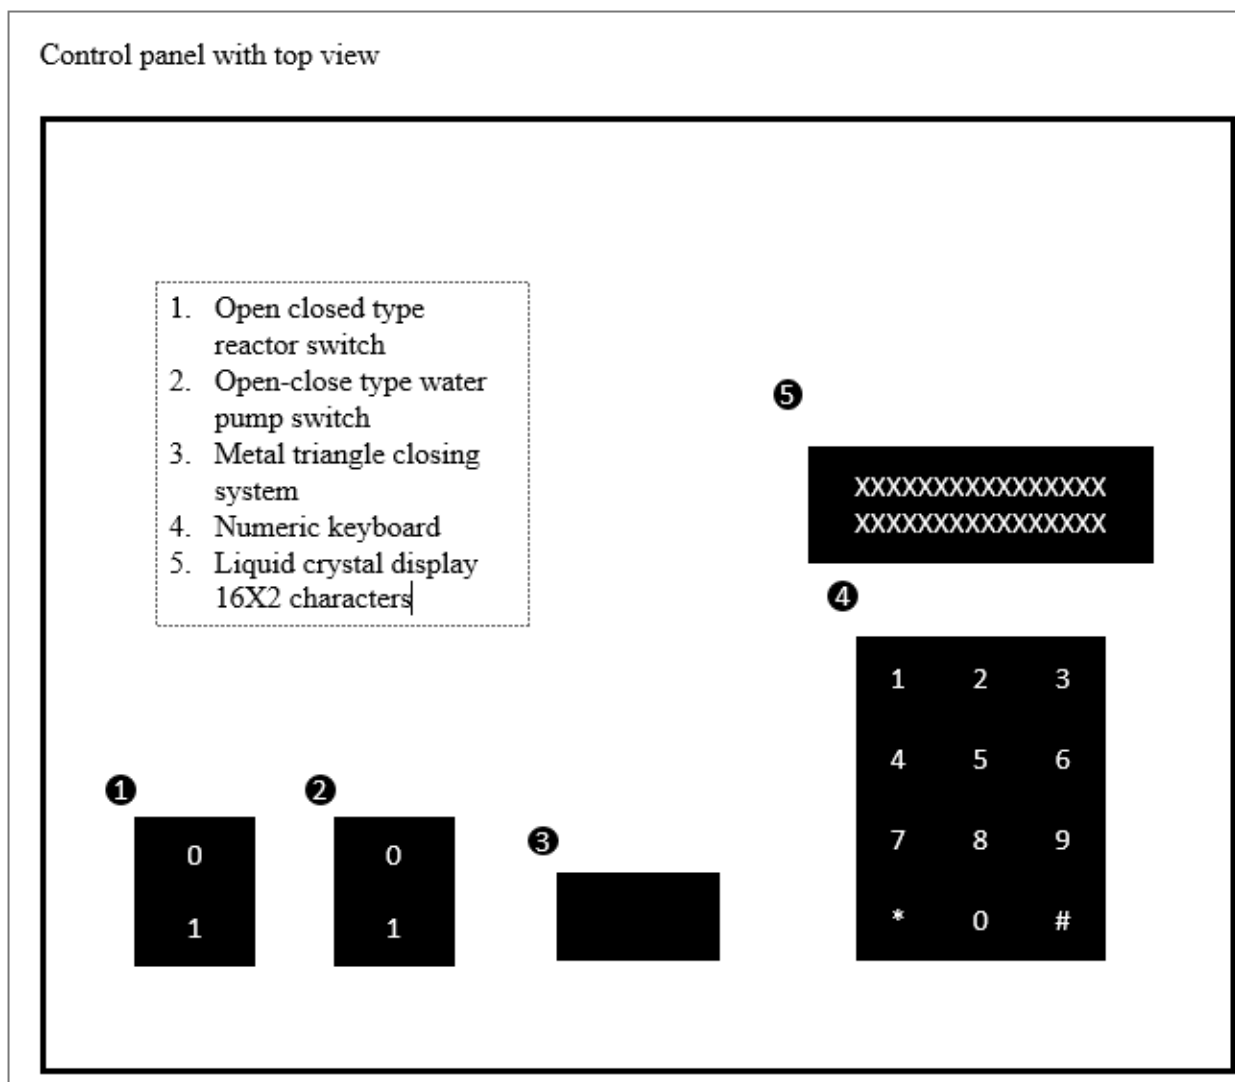 Control panel with top view
1. Open closed type
reactor switch
2. Open-close type water
pump switch
3. Metal triangle closing
system
4. Numeric keyboard
5. Liquid crystal display
16X2 characters
5
XXXXXXXXXXXXXXXX
XXXXXXXXXXXXXXXX
4
1 2 3
4 5 6
7 8 9
* 0 #
1
0
1
2
0
1
3